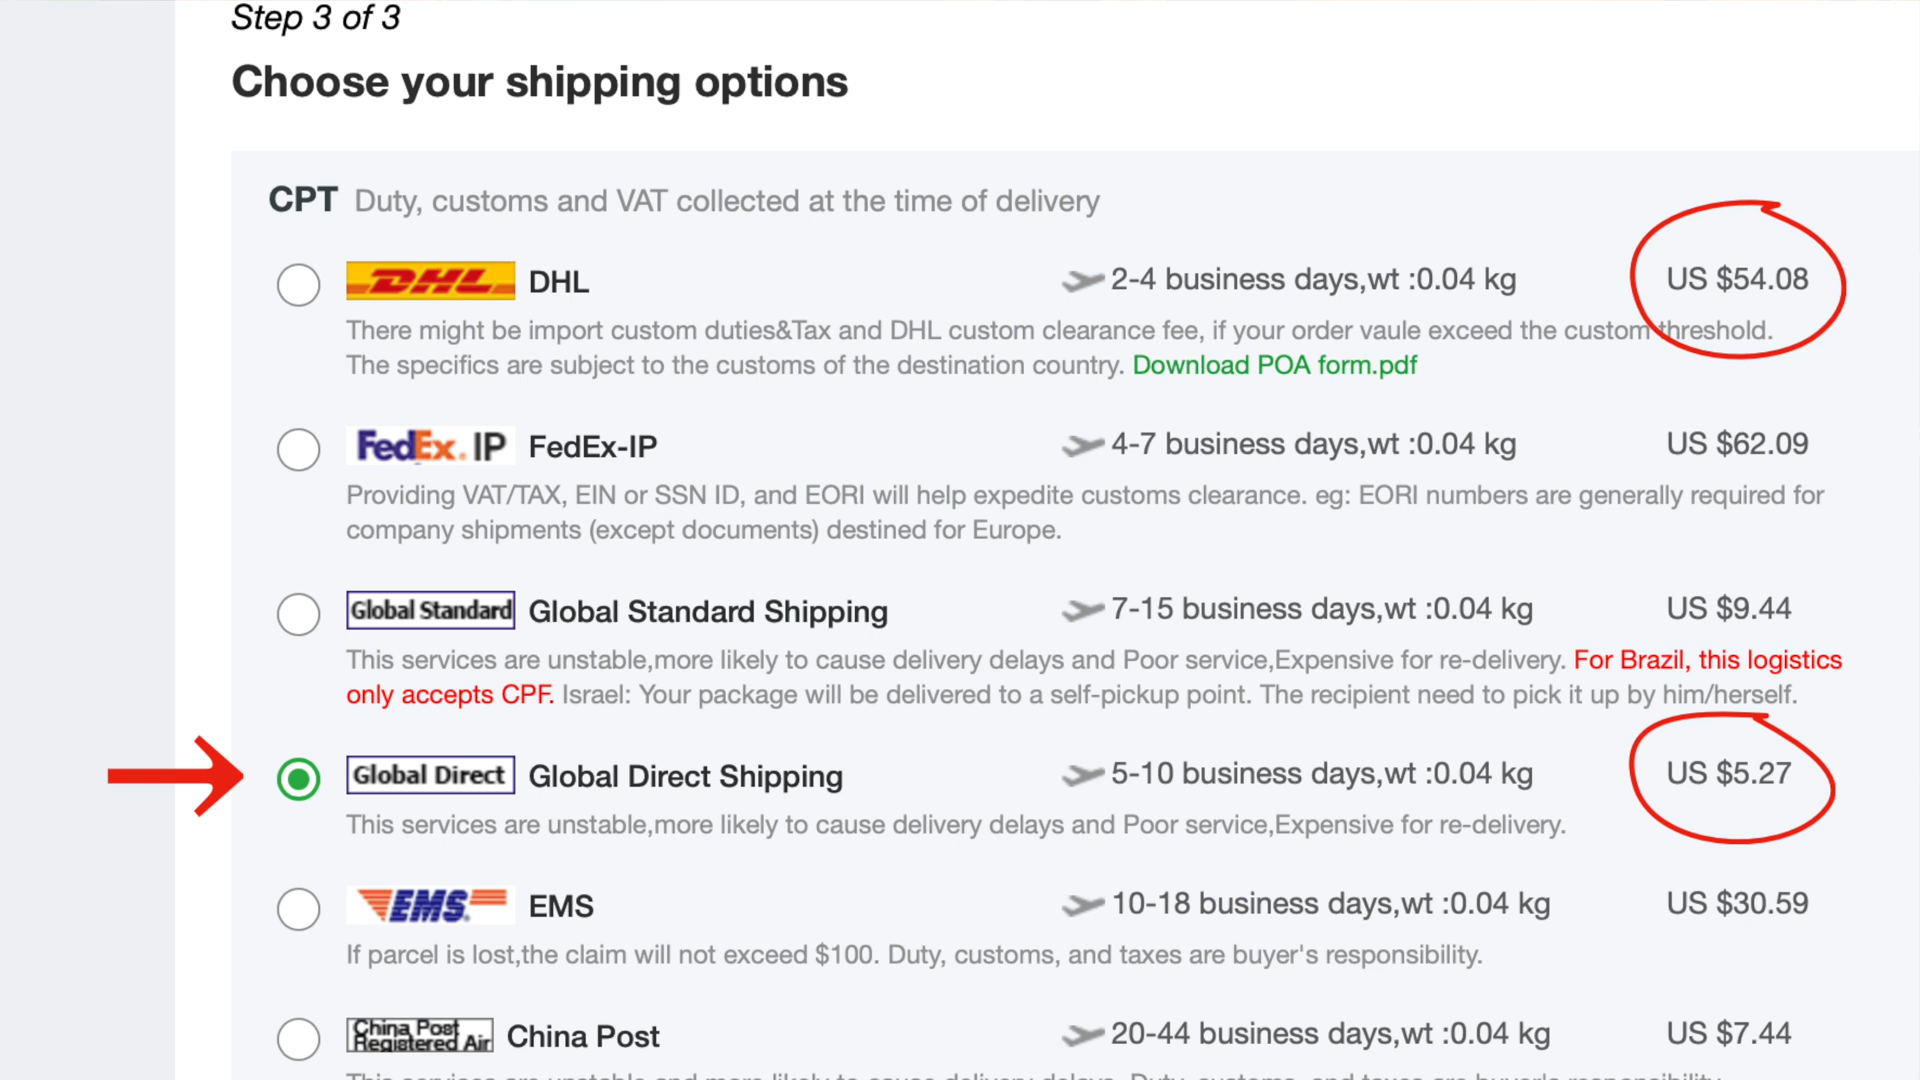 Step 3 of 3
Choose your shipping options
CPT Duty, customs and VAT collected at the time of delivery
DHL DHL 2-4 business days,wt :0.04 kg US $54.08
There might be import custom duties&Tax and DHL custom clearance fee, if your order vaule exceed the custom threshold.
The specifics are subject to the customs of the destination country. Download POA form.pdf
FedEx. IP FedEx-IP 4-7 business days,wt :0.04 kg US $62.09
Providing VAT/TAX, EIN or SSN ID, and EORI will help expedite customs clearance. eg: EORI numbers are generally required for
company shipments (except documents) destined for Europe.
Global Standard Global Standard Shipping 7-15 business days,wt :0.04 kg US $9.44
This services are unstable,more likely to cause delivery delays and Poor service,Expensive for re-delivery. For Brazil, this logistics
only accepts CPF. Israel: Your package will be delivered to a self-pickup point. The recipient need to pick it up by him/herself.
Global Direct Global Direct Shipping 5-10 business days,wt :0.04 kg US $5.27
This services are unstable,more likely to cause delivery delays and Poor service,Expensive for re-delivery.
EMS EMS 10-18 business days,wt :0.04 kg US $30.59
If parcel is lost,the claim will not exceed $100. Duty, customs, and taxes are buyer's responsibility.
China Post Registered Air China Post 20-44 business days,wt :0.04 kg US $7.44